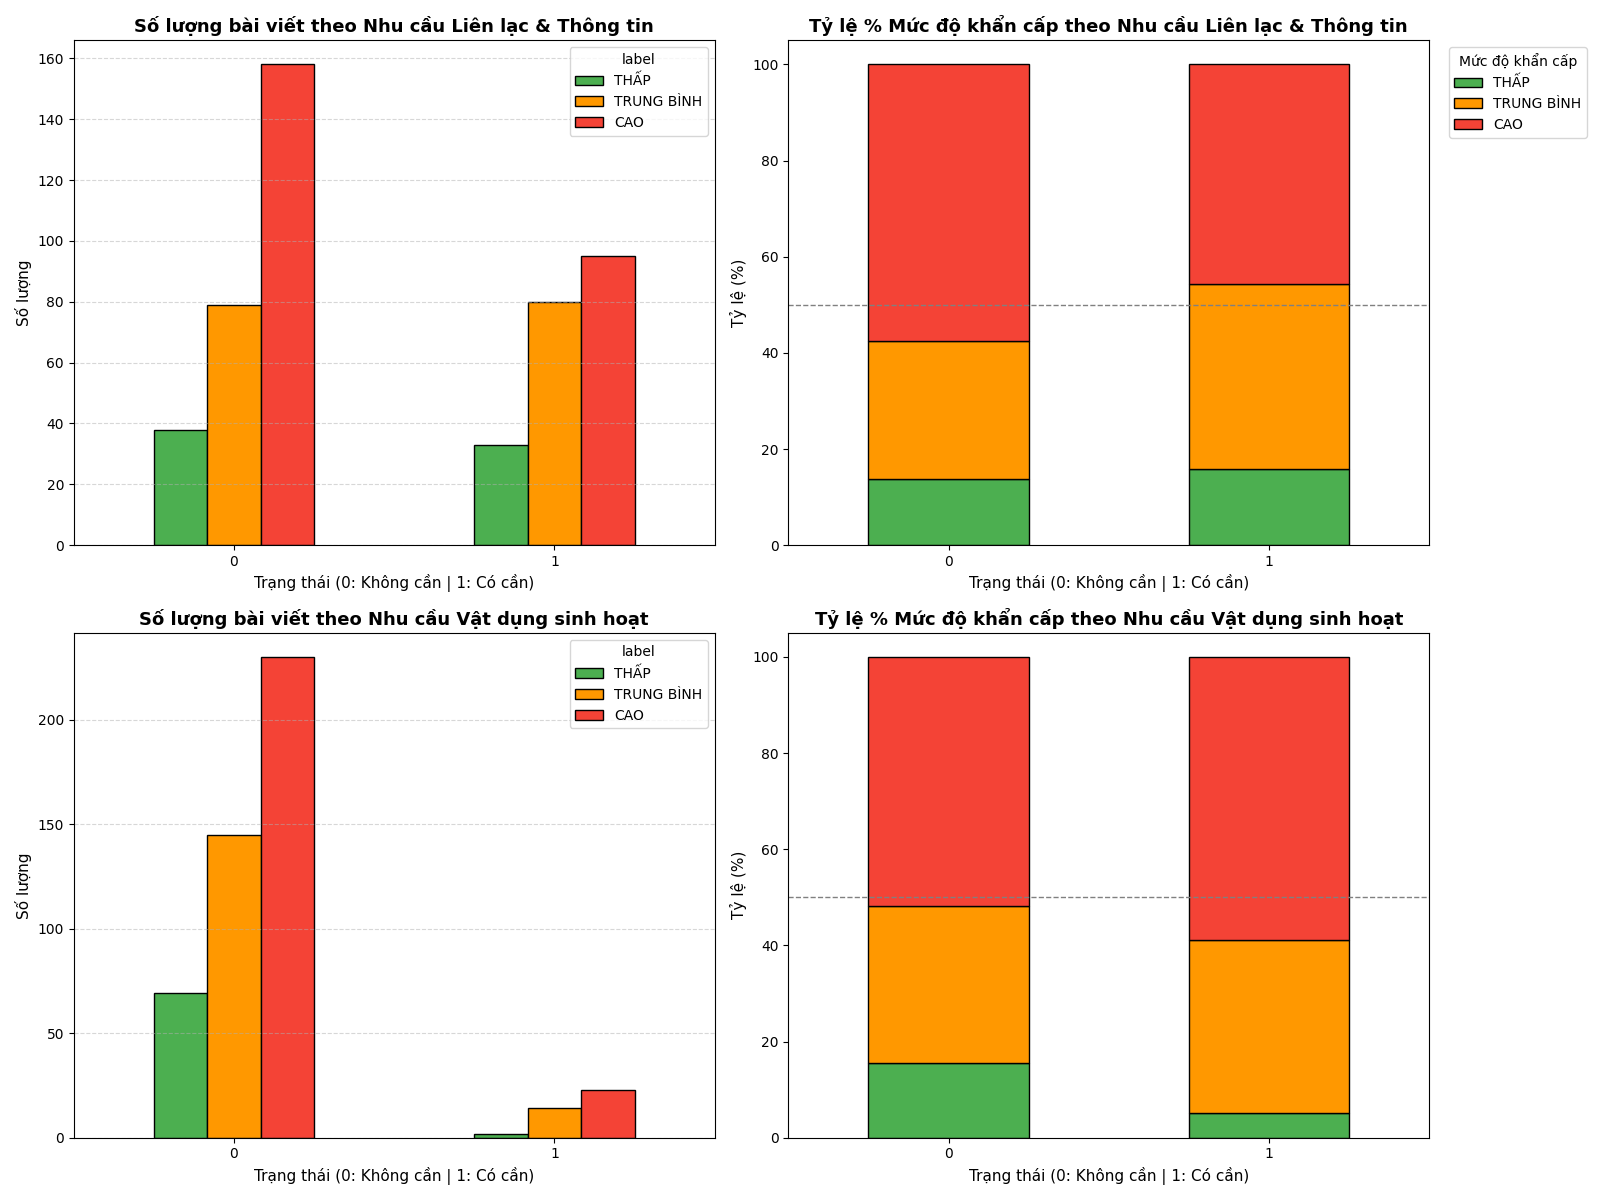 Số lượng bài viết theo Nhu cầu Liên lạc & Thông tin
label
THẤP
TRUNG BÌNH
CAO
160
140
120
100
80
60
40
20
0
Số lượng
0
1
Trạng thái (0: Không cần | 1: Có cần)
Tỷ lệ % Mức độ khẩn cấp theo Nhu cầu Liên lạc & Thông tin
Mức độ khẩn cấp
THẤP
TRUNG BÌNH
CAO
100
80
60
40
20
0
Tỷ lệ (%)
0
1
Trạng thái (0: Không cần | 1: Có cần)
Số lượng bài viết theo Nhu cầu Vật dụng sinh hoạt
label
THẤP
TRUNG BÌNH
CAO
200
150
100
50
0
Số lượng
0
1
Trạng thái (0: Không cần | 1: Có cần)
Tỷ lệ % Mức độ khẩn cấp theo Nhu cầu Vật dụng sinh hoạt
100
80
60
40
20
0
Tỷ lệ (%)
0
1
Trạng thái (0: Không cần | 1: Có cần)